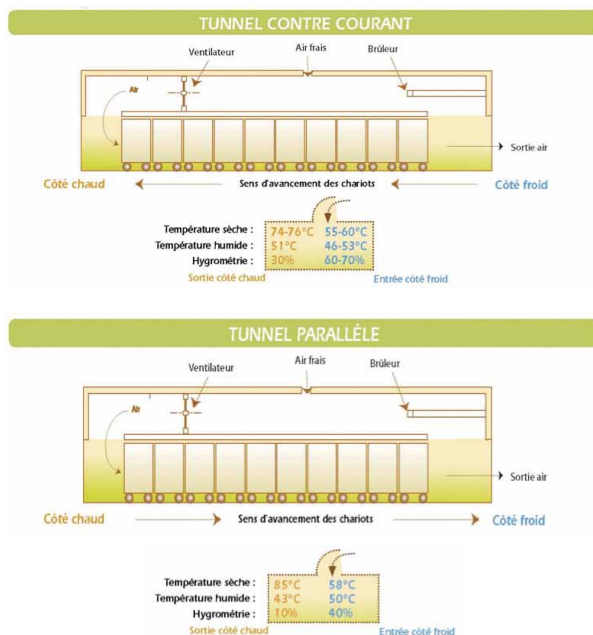 TUNNEL CONTRE COURANT
Ventilateur
Air frais
Brûleur
Air
Sortie air
Côté chaud
Sens d'avancement des chariots
Côté froid
Température sèche : 74-76°C 55-60°C
Température humide : 51°C 46-53°C
Hygrométrie : 30% 60-70%
Sortie côté chaud
Entrée côté froid
TUNNEL PARALLÈLE
Ventilateur
Air frais
Brûleur
Air
Sortie air
Côté chaud
Sens d'avancement des chariots
Côté froid
Température sèche : 85°C 58°C
Température humide : 43°C 50°C
Hygrométrie : 10% 40%
Sortie côté chaud
Entrée côté froid